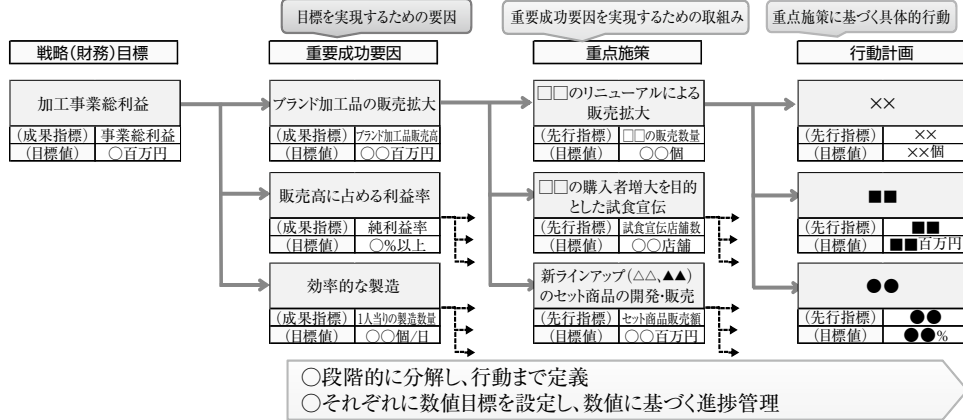 目標を実現するための要因
重要成功要因を実現するための取組み
重点施策に基づく具体的行動
戦略(財務)目標
重要成功要因
重点施策
行動計画
加工事業総利益
(成果指標) 事業総利益
(目標値) ○百万円
ブランド加工品の販売拡大
(成果指標) ブランド加工品販売高
(目標値) ○○百万円
□□のリニューアルによる
販売拡大
(先行指標) □□の販売数量
(目標値) ○○個
××
(先行指標) ××
(目標値) ××個
販売高に占める利益率
(成果指標) 純利益率
(目標値) ○%以上
□□の購入者増大を目的
とした試食宣伝
(先行指標) 試食宣伝店舗数
(目標値) ○○店舗
■■
(先行指標) ■■
(目標値) ■■百万円
効率的な製造
(成果指標) 1人当りの製造数量
(目標値) ○○個/日
新ラインアップ(△△、▲▲)
のセット商品の開発・販売
(先行指標) セット商品販売額
(目標値) ○○百万円
●●
(先行指標) ●●
(目標値) ●●%
○段階的に分解し、行動まで定義
○それぞれに数値目標を設定し、数値に基づく進捗管理